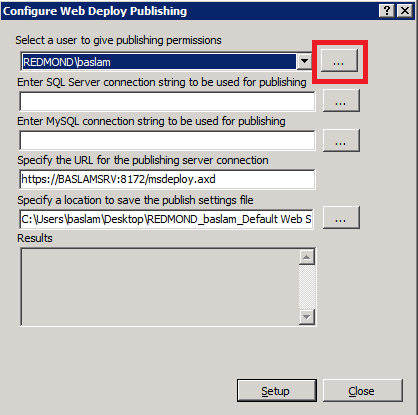 Configure Web Deploy Publishing
Select a user to give publishing permissions
REDMOND\baslam
...
Enter SQL Server connection string to be used for publishing
...
Enter MySQL connection string to be used for publishing
...
Specify the URL for the publishing server connection
https://BASLAMSRV:8172/msdeploy.axd
Specify a location to save the publish settings file
C:\Users\baslam\Desktop\REDMOND_baslam_Default Web S
...
Results
Setup
Close